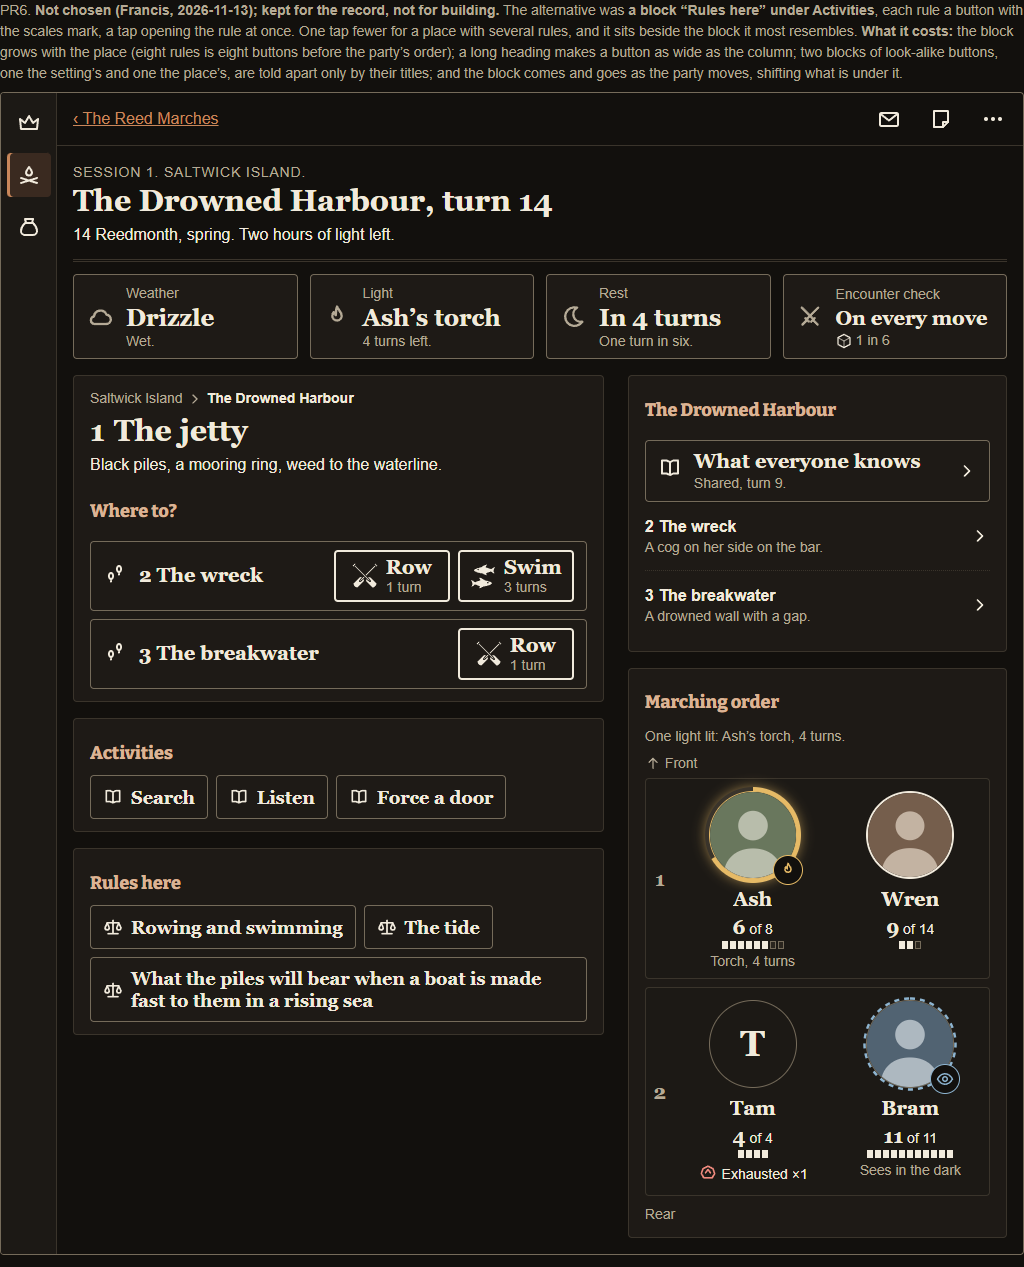 PR6. Not chosen (Francis, 2026-11-13); kept for the record, not for building. The alternative was a block “Rules here” under Activities, each rule a button with
the scales mark, a tap opening the rule at once. One tap fewer for a place with several rules, and it sits beside the block it most resembles. What it costs: the block
grows with the place (eight rules is eight buttons before the party’s order); a long heading makes a button as wide as the column; two blocks of look-alike buttons,
one the setting’s and one the place’s, are told apart only by their titles; and the block comes and goes as the party moves, shifting what is under it.
‹ The Reed Marches
SESSION 1. SALTWICK ISLAND.
The Drowned Harbour, turn 14
14 Reedmonth, spring. Two hours of light left.
Weather
Drizzle
Wet.
Light
Ash’s torch
4 turns left.
Rest
In 4 turns
One turn in six.
Encounter check
On every move
1 in 6
Saltwick Island > The Drowned Harbour
1 The jetty
Black piles, a mooring ring, weed to the waterline.
Where to?
2 The wreck
Row
1 turn
Swim
3 turns
3 The breakwater
Row
1 turn
Activities
Search
Listen
Force a door
Rules here
Rowing and swimming
The tide
What the piles will bear when a boat is made
fast to them in a rising sea
The Drowned Harbour
What everyone knows
Shared, turn 9.
2 The wreck
A cog on her side on the bar.
3 The breakwater
A drowned wall with a gap.
Marching order
One light lit: Ash’s torch, 4 turns.
↑ Front
1
Ash
6 of 8
Torch, 4 turns
Wren
9 of 14
2
T
Tam
4 of 4
Exhausted ×1
Bram
11 of 11
Sees in the dark
Rear